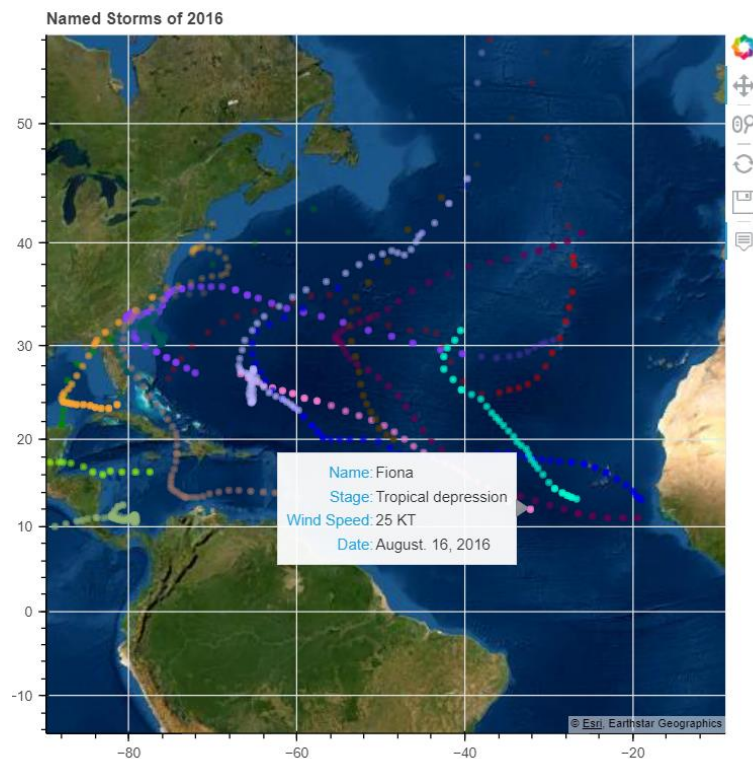 Named Storms of 2016
50
40
30
20
10
0
−10
Name: Fiona
Stage: Tropical depression
Wind Speed: 25 KT
Date: August. 16, 2016
© Esri, Earthstar Geographics
−80
−60
−40
−20